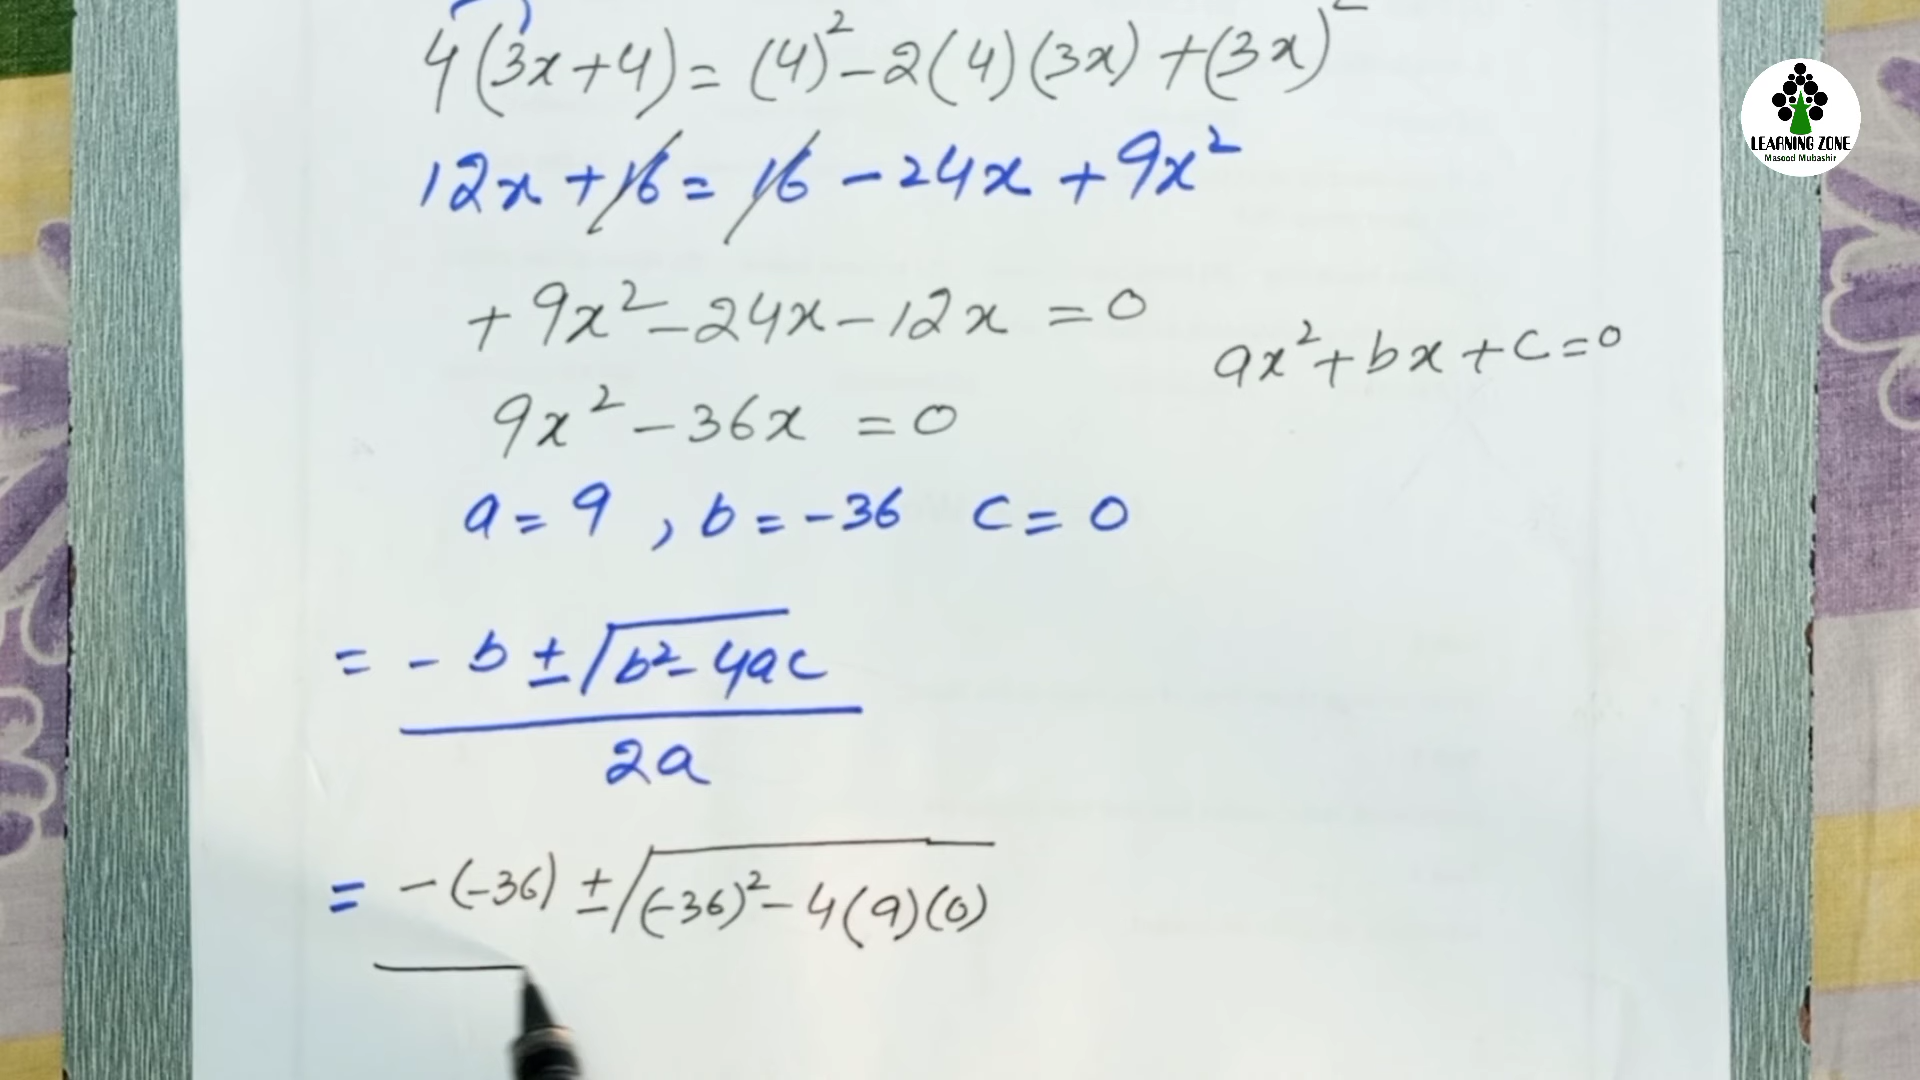 4(3x+4) = (4)² - 2(4)(3x) + (3x)²
12x + 16 = 16 - 24x + 9x²
+ 9x² - 24x - 12x = 0
ax² + bx + c = 0
9x² - 36x = 0
a = 9 , b = -36 c = 0
= - b ± √b² - 4ac
2a
= -(-36) ± √(-36)² - 4(9)(0)
LEARNING ZONE
Masood Mubashir